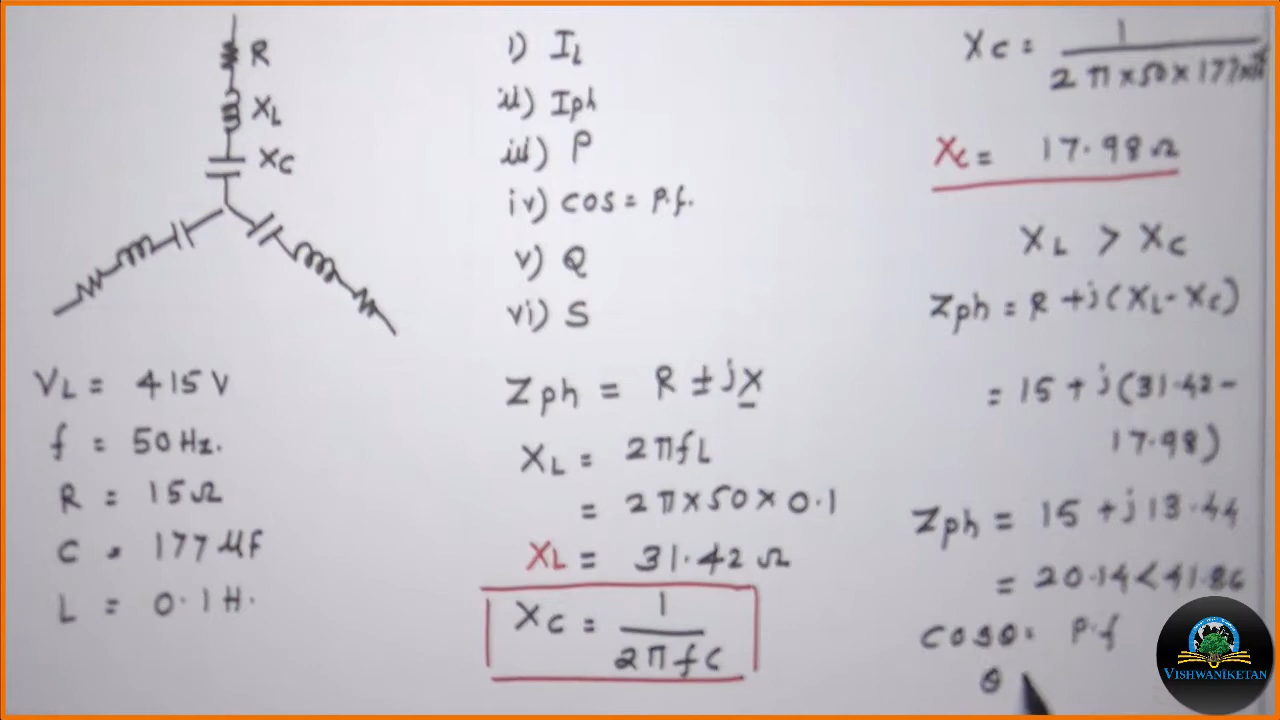 R
XL
XC
VL = 415 V
f = 50 Hz.
R = 15 Ω
C = 177 μF
L = 0.1 H.
i) IL
ii) Iph
iii) P
iv) cos = P.f.
v) Q
vi) S
Zph = R ± jX
XL = 2πfL
= 2π×50×0.1
XL = 31.42 Ω
XC = 1
2πfC
XC = 1
2π×50×177×
XC = 17.98 Ω
XL > XC
Zph = R + j(XL - XC)
= 15 + j(31.42 -
17.98)
Zph = 15 + j 13.44
= 20.14 < 41.86
COSΘ = P.f
Θ
VISHWANIKETAN